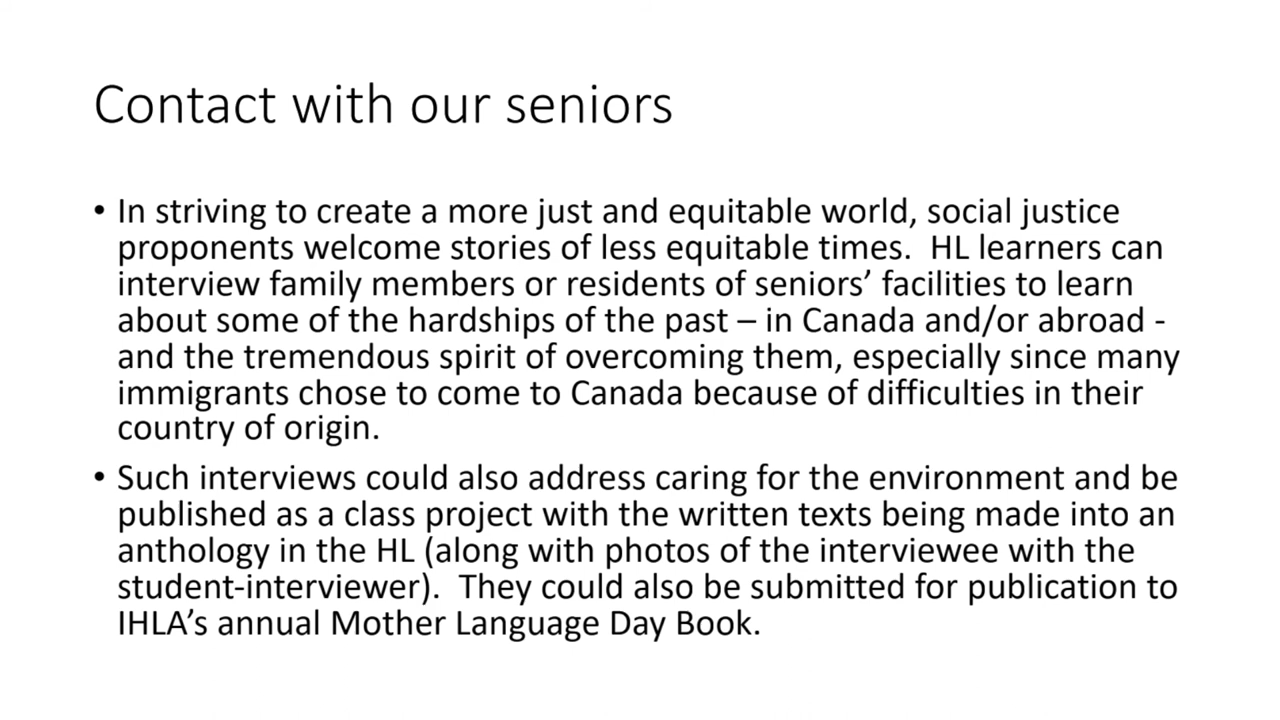 Contact with our seniors
• In striving to create a more just and equitable world, social justice
proponents welcome stories of less equitable times.  HL learners can
interview family members or residents of seniors’ facilities to learn
about some of the hardships of the past – in Canada and/or abroad -
and the tremendous spirit of overcoming them, especially since many
immigrants chose to come to Canada because of difficulties in their
country of origin.
• Such interviews could also address caring for the environment and be
published as a class project with the written texts being made into an
anthology in the HL (along with photos of the interviewee with the
student-interviewer).  They could also be submitted for publication to
IHLA’s annual Mother Language Day Book.